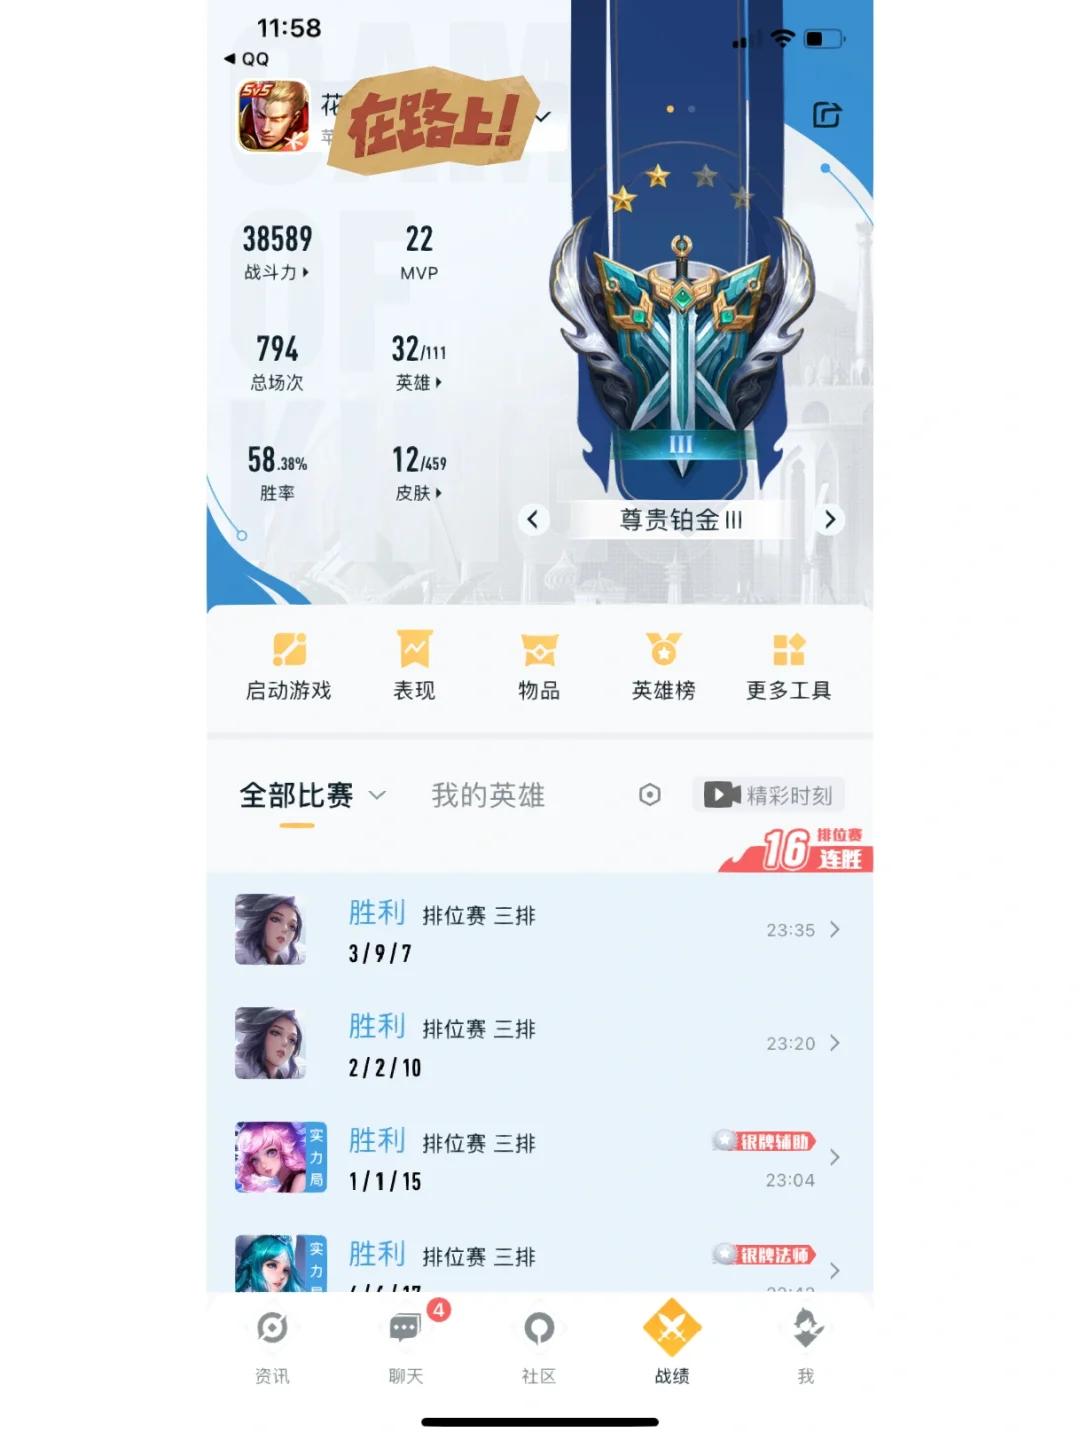 11:58
QQ
5v5
花
在路上!
苹
38589
战斗力
22
MVP
794
总场次
32/111
英雄
58.38%
胜率
12/459
皮肤
III
尊贵铂金III
启动游戏
表现
物品
英雄榜
更多工具
全部比赛
我的英雄
精彩时刻
16 排位赛
连胜
胜利 排位赛 三排
3/9/7
23:35
胜利 排位赛 三排
2/2/10
23:20
实力局
胜利 排位赛 三排
1/1/15
银牌辅助
23:04
实力
胜利 排位赛 三排
银牌法师
4
资讯
聊天
社区
战绩
我